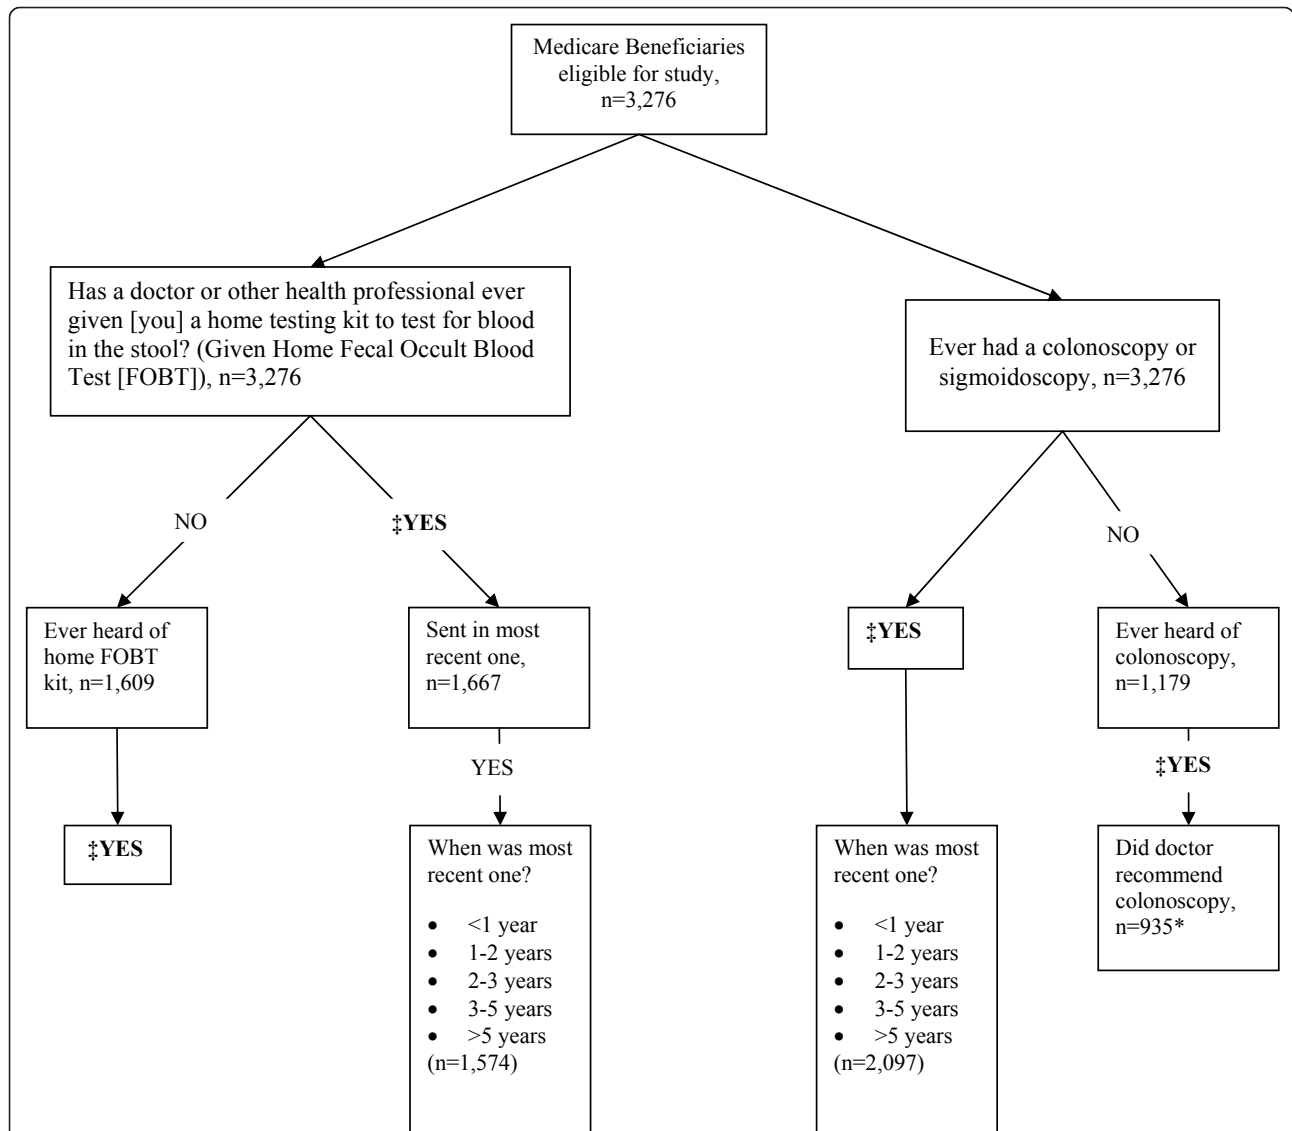 Medicare Beneficiaries
eligible for study,
n=3,276
Has a doctor or other health professional ever
given [you] a home testing kit to test for blood
in the stool? (Given Home Fecal Occult Blood
Test [FOBT]), n=3,276
Ever had a colonoscopy or
sigmoidoscopy, n=3,276
NO
‡YES
NO
Ever heard of
home FOBT
kit, n=1,609
Sent in most
recent one,
n=1,667
‡YES
Ever heard of
colonoscopy,
n=1,179
YES
‡YES
‡YES
When was most
recent one?
• <1 year
• 1-2 years
• 2-3 years
• 3-5 years
• >5 years
(n=1,574)
When was most
recent one?
• <1 year
• 1-2 years
• 2-3 years
• 3-5 years
• >5 years
(n=2,097)
Did doctor
recommend
colonoscopy,
n=935*